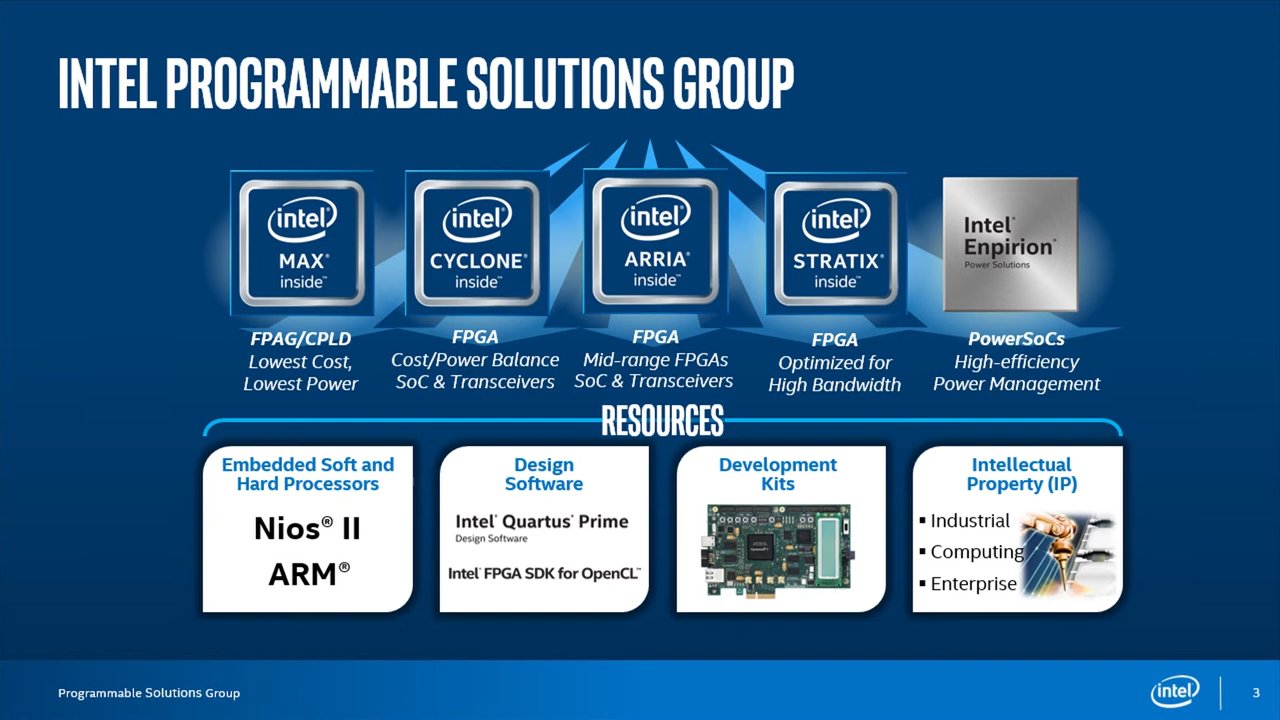 INTEL PROGRAMMABLE SOLUTIONS GROUP
intel®
MAX®
inside™
intel®
CYCLONE®
inside™
intel®
ARRIA®
inside™
intel®
STRATIX®
inside™
Intel®
Enpirion®
Power Solutions
FPAG/CPLD
Lowest Cost,
Lowest Power
FPGA
Cost/Power Balance
SoC & Transceivers
FPGA
Mid-range FPGAs
SoC & Transceivers
FPGA
Optimized for
High Bandwidth
PowerSoCs
High-efficiency
Power Management
RESOURCES
Embedded Soft and
Hard Processors
Nios® II
ARM®
Design
Software
Intel® Quartus® Prime
Design Software
Intel® FPGA SDK for OpenCL™
Development
Kits
Intellectual
Property (IP)
▪ Industrial
▪ Computing
▪ Enterprise
Programmable Solutions Group
intel®
3